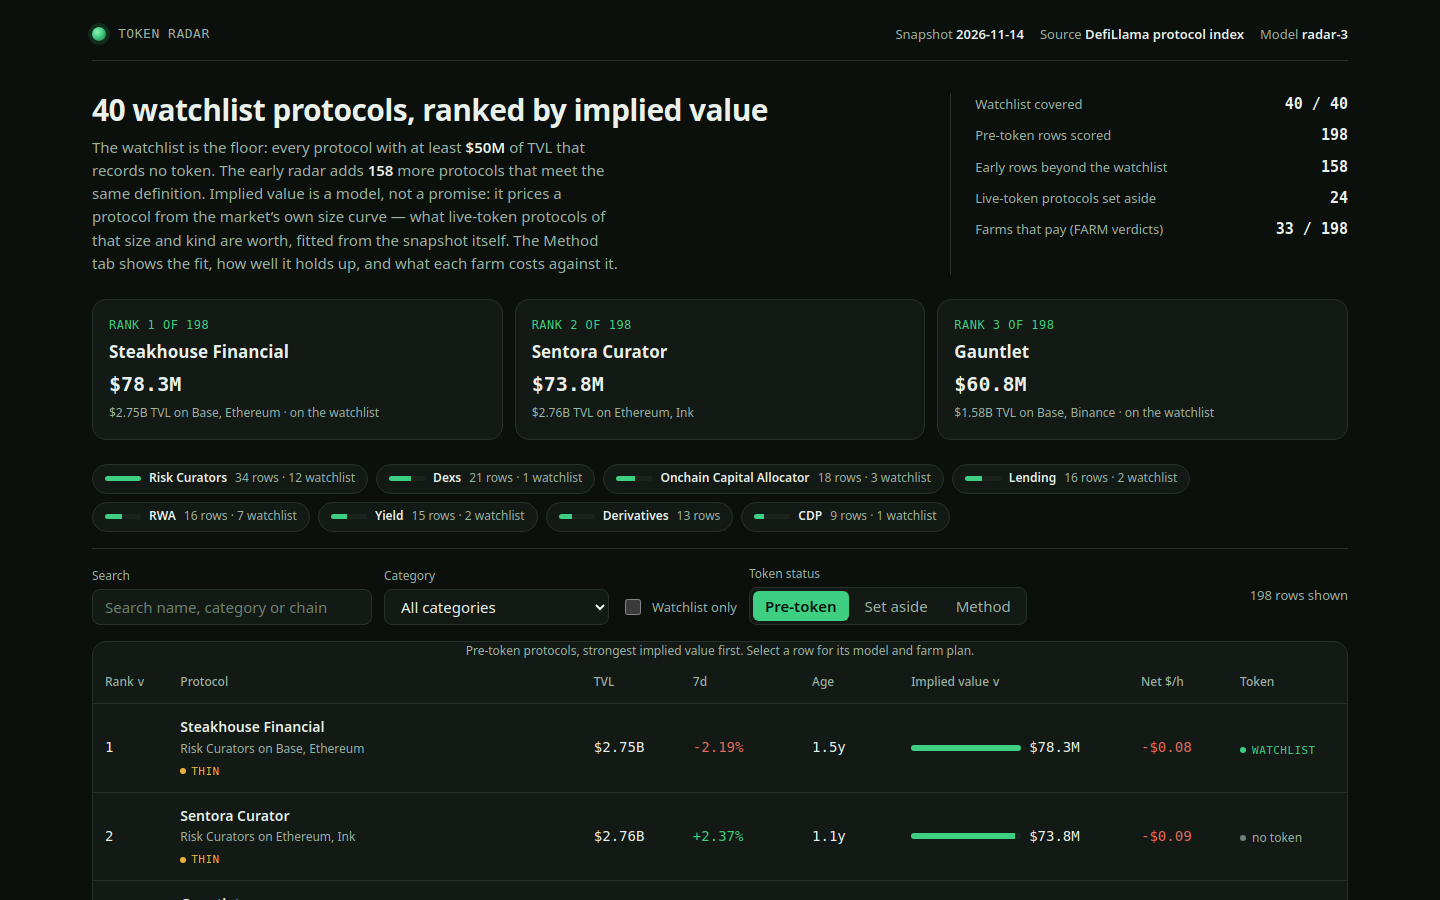 TOKEN RADAR
Snapshot 2026-11-14 Source DefiLlama protocol index Model radar-3
40 watchlist protocols, ranked by implied value
The watchlist is the floor: every protocol with at least $50M of TVL that
records no token. The early radar adds 158 more protocols that meet the
same definition. Implied value is a model, not a promise: it prices a
protocol from the market’s own size curve — what live-token protocols of
that size and kind are worth, fitted from the snapshot itself. The Method
tab shows the fit, how well it holds up, and what each farm costs against it.
Watchlist covered 40 / 40
Pre-token rows scored 198
Early rows beyond the watchlist 158
Live-token protocols set aside 24
Farms that pay (FARM verdicts) 33 / 198
RANK 1 OF 198
Steakhouse Financial
$78.3M
$2.75B TVL on Base, Ethereum · on the watchlist
RANK 2 OF 198
Sentora Curator
$73.8M
$2.76B TVL on Ethereum, Ink
RANK 3 OF 198
Gauntlet
$60.8M
$1.58B TVL on Base, Binance · on the watchlist
Risk Curators 34 rows · 12 watchlist
Dexs 21 rows · 1 watchlist
Onchain Capital Allocator 18 rows · 3 watchlist
Lending 16 rows · 2 watchlist
RWA 16 rows · 7 watchlist
Yield 15 rows · 2 watchlist
Derivatives 13 rows
CDP 9 rows · 1 watchlist
Search
Search name, category or chain
Category
All categories
Watchlist only
Token status
Pre-token Set aside Method
198 rows shown
Pre-token protocols, strongest implied value first. Select a row for its model and farm plan.
Rank v Protocol TVL 7d Age Implied value v Net $/h Token
Steakhouse Financial
1 Risk Curators on Base, Ethereum $2.75B -2.19% 1.5y $78.3M -$0.08 WATCHLIST
THIN
Sentora Curator
2 Risk Curators on Ethereum, Ink $2.76B +2.37% 1.1y $73.8M -$0.09 no token
THIN